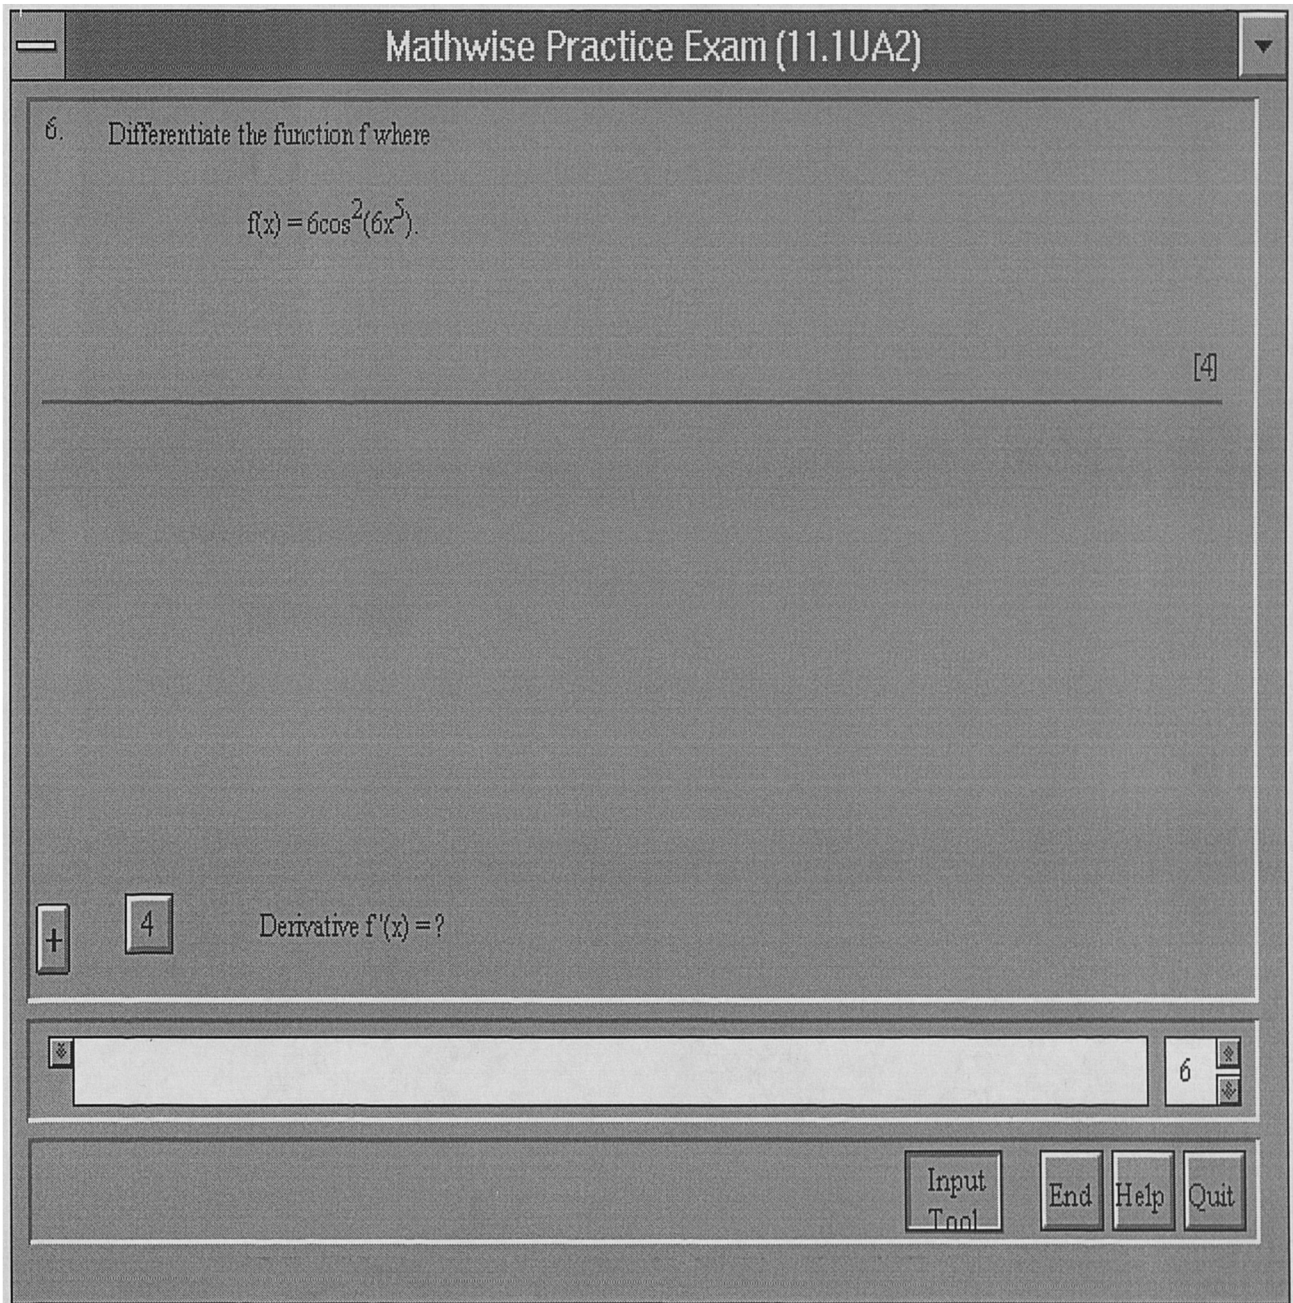 Mathwise Practice Exam (11.1UA2)
6. Differentiate the function f where
f(x) = 6cos²(6x⁵).
[4]
+ 4 Derivative f '(x) = ?
6
Input
Tool
End Help Quit